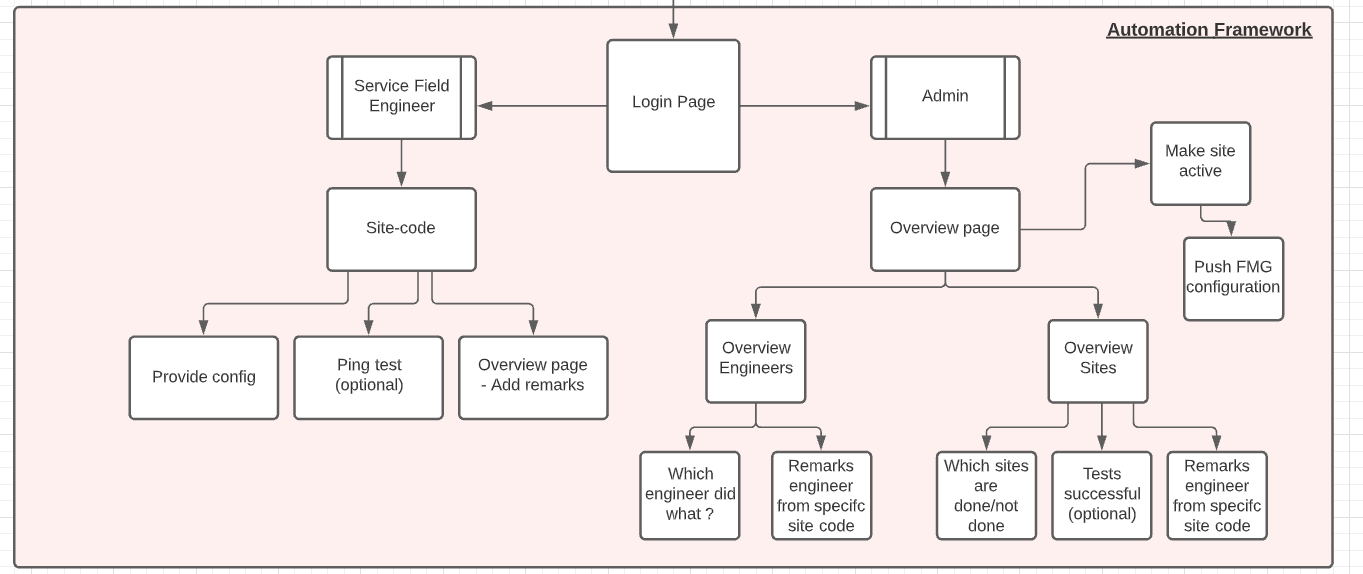 Automation Framework
Service Field
Engineer
Login Page
Admin
Make site
active
Site-code
Overview page
Push FMG
configuration
Provide config
Ping test
(optional)
Overview page
- Add remarks
Overview
Engineers
Overview
Sites
Which
engineer did
what ?
Remarks
engineer
from specifc
site code
Which sites
are
done/not
done
Tests
successful
(optional)
Remarks
engineer
from specifc
site code